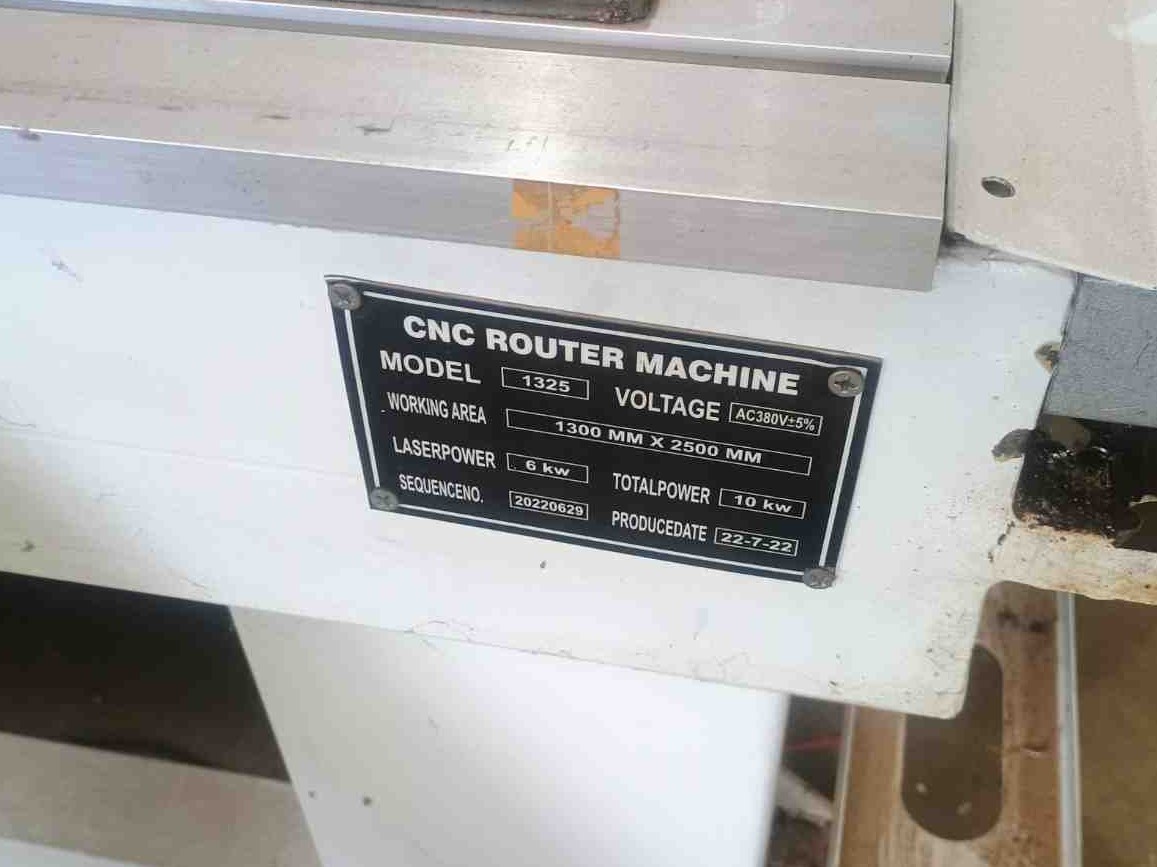 CNC ROUTER MACHINE
MODEL 1325 VOLTAGE AC380V±5%
WORKING AREA 1300 MM X 2500 MM
LASERPOWER 6 kw TOTALPOWER 10 kw
SEQUENCENO. 20220629 PRODUCEDATE 22-7-22